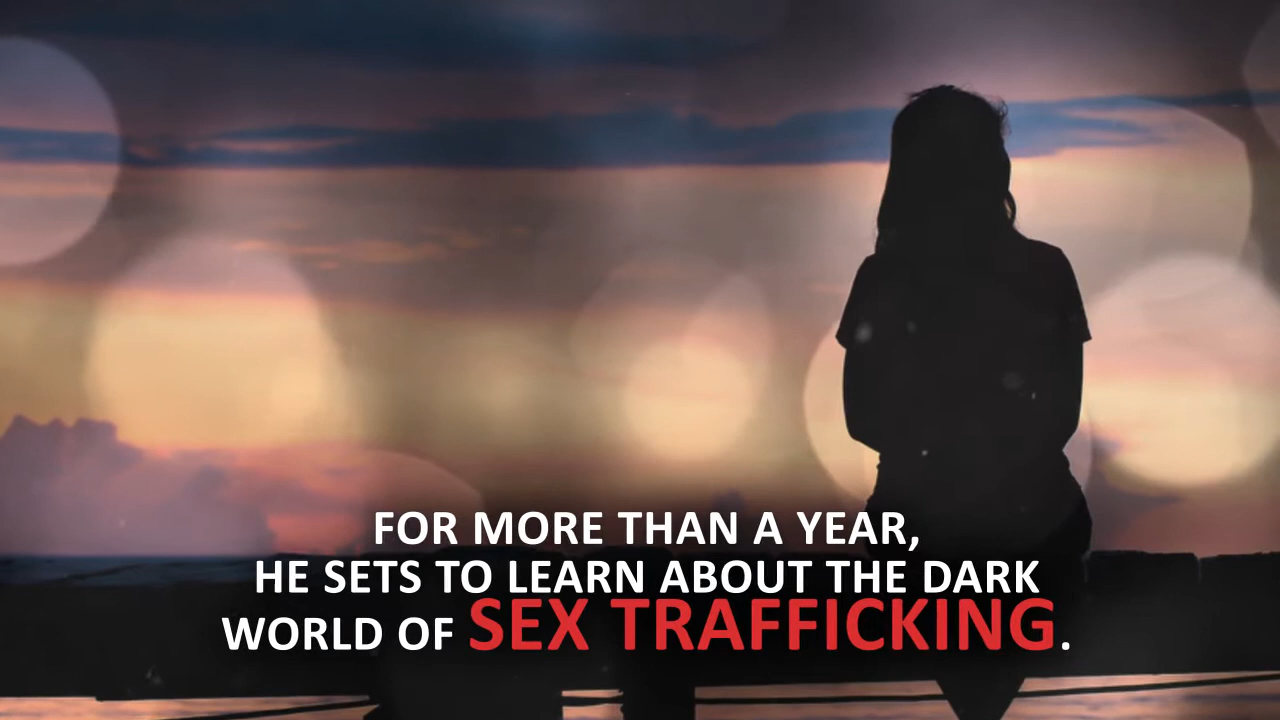 FOR MORE THAN A YEAR,
HE SETS TO LEARN ABOUT THE DARK
WORLD OF SEX TRAFFICKING.